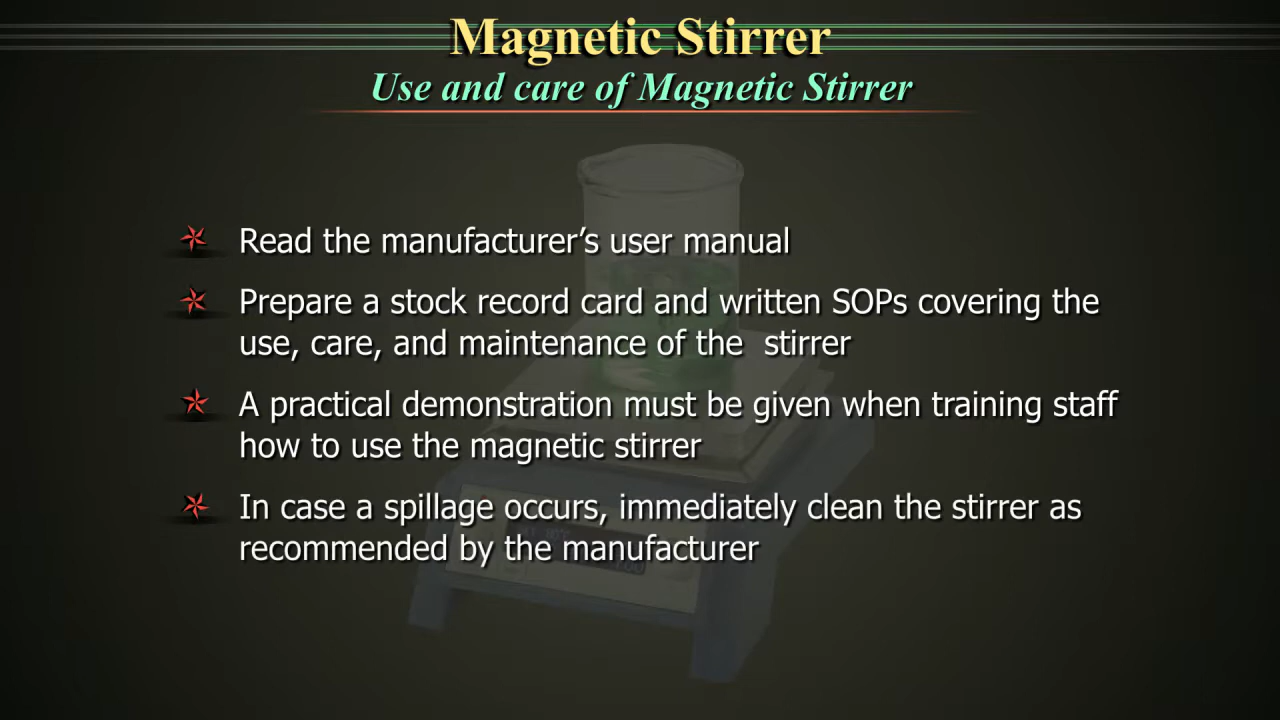 Magnetic Stirrer
Use and care of Magnetic Stirrer
Read the manufacturer’s user manual
Prepare a stock record card and written SOPs covering the
use, care, and maintenance of the  stirrer
A practical demonstration must be given when training staff
how to use the magnetic stirrer
In case a spillage occurs, immediately clean the stirrer as
recommended by the manufacturer